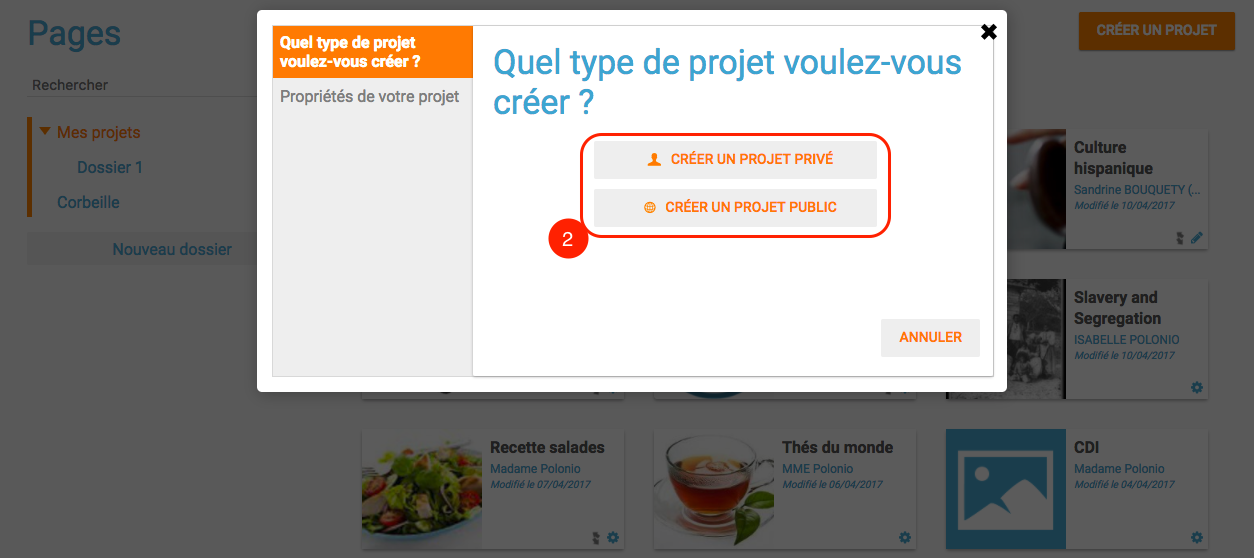 Pages
CRÉER UN PROJET
Rechercher
Mes projets
Dossier 1
Corbeille
Nouveau dossier
Quel type de projet
voulez-vous créer ?
Propriétés de votre projet
Quel type de projet voulez-vous
créer ?
CRÉER UN PROJET PRIVÉ
CRÉER UN PROJET PUBLIC
2
ANNULER
Culture
hispanique
Sandrine BOUQUETY (...
Modifié le 10/04/2017
Slavery and
Segregation
ISABELLE POLONIO
Modifié le 10/04/2017
Recette salades
Madame Polonio
Modifié le 07/04/2017
Thés du monde
MME Polonio
Modifié le 06/04/2017
CDI
Madame Polonio
Modifié le 04/04/2017